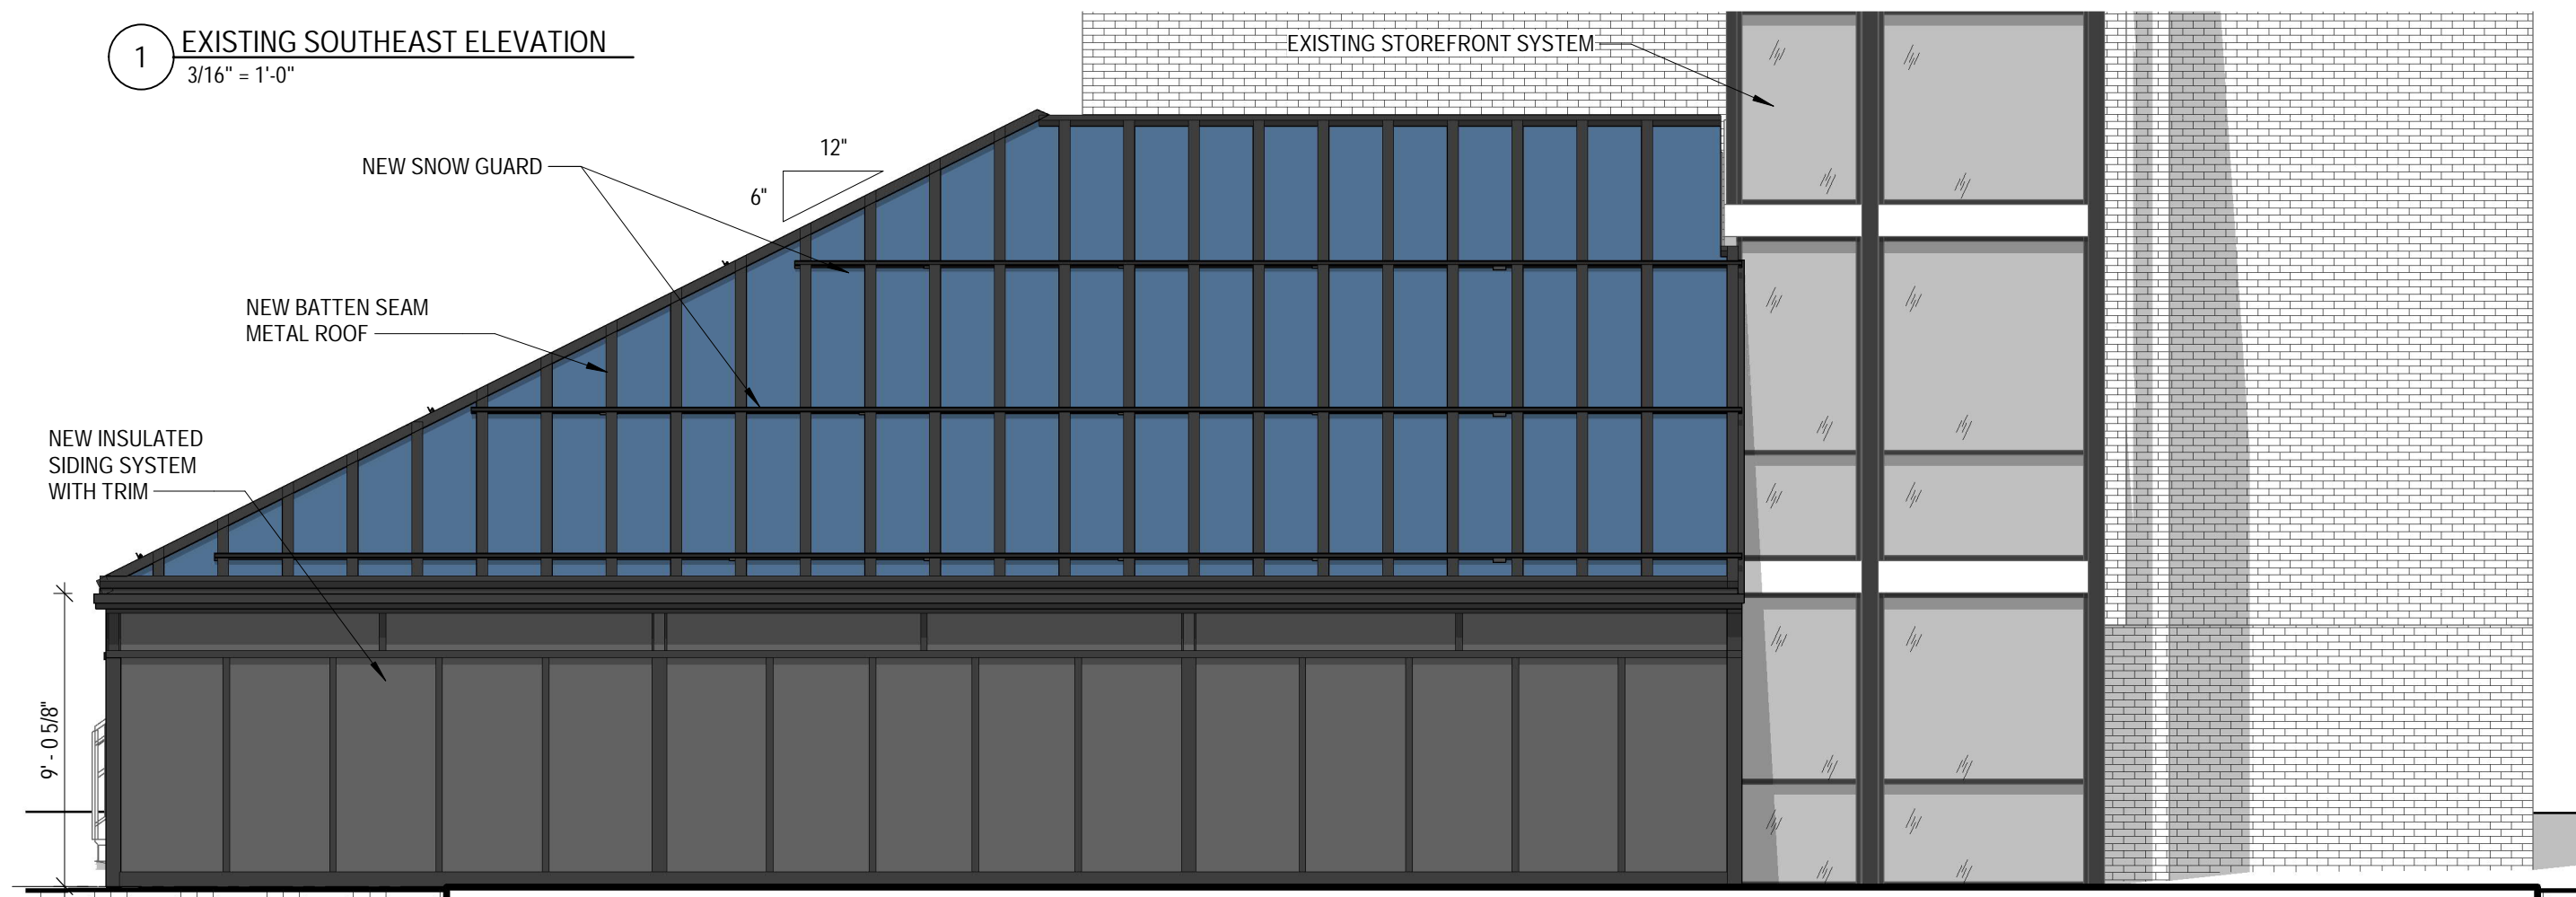 1
EXISTING SOUTHEAST ELEVATION
3/16" = 1'-0"
EXISTING STOREFRONT SYSTEM
12"
NEW SNOW GUARD
6"
NEW BATTEN SEAM
METAL ROOF
NEW INSULATED
SIDING SYSTEM
WITH TRIM
9' - 0 5/8"